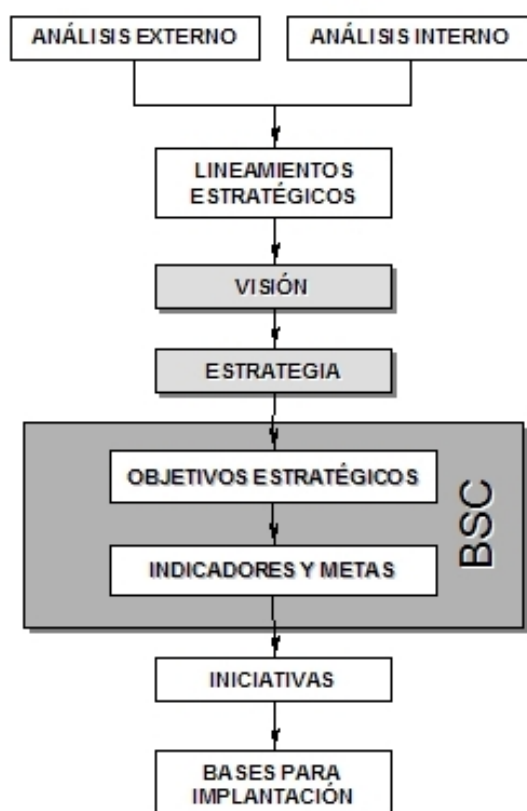 ANÁLISIS EXTERNO
ANÁLISIS INTERNO
LINEAMIENTOS
ESTRATÉGICOS
VISIÓN
ESTRATEGIA
OBJETIVOS ESTRATÉGICOS
BSC
INDICADORES Y METAS
INICIATIVAS
BASES PARA
IMPLANTACIÓN